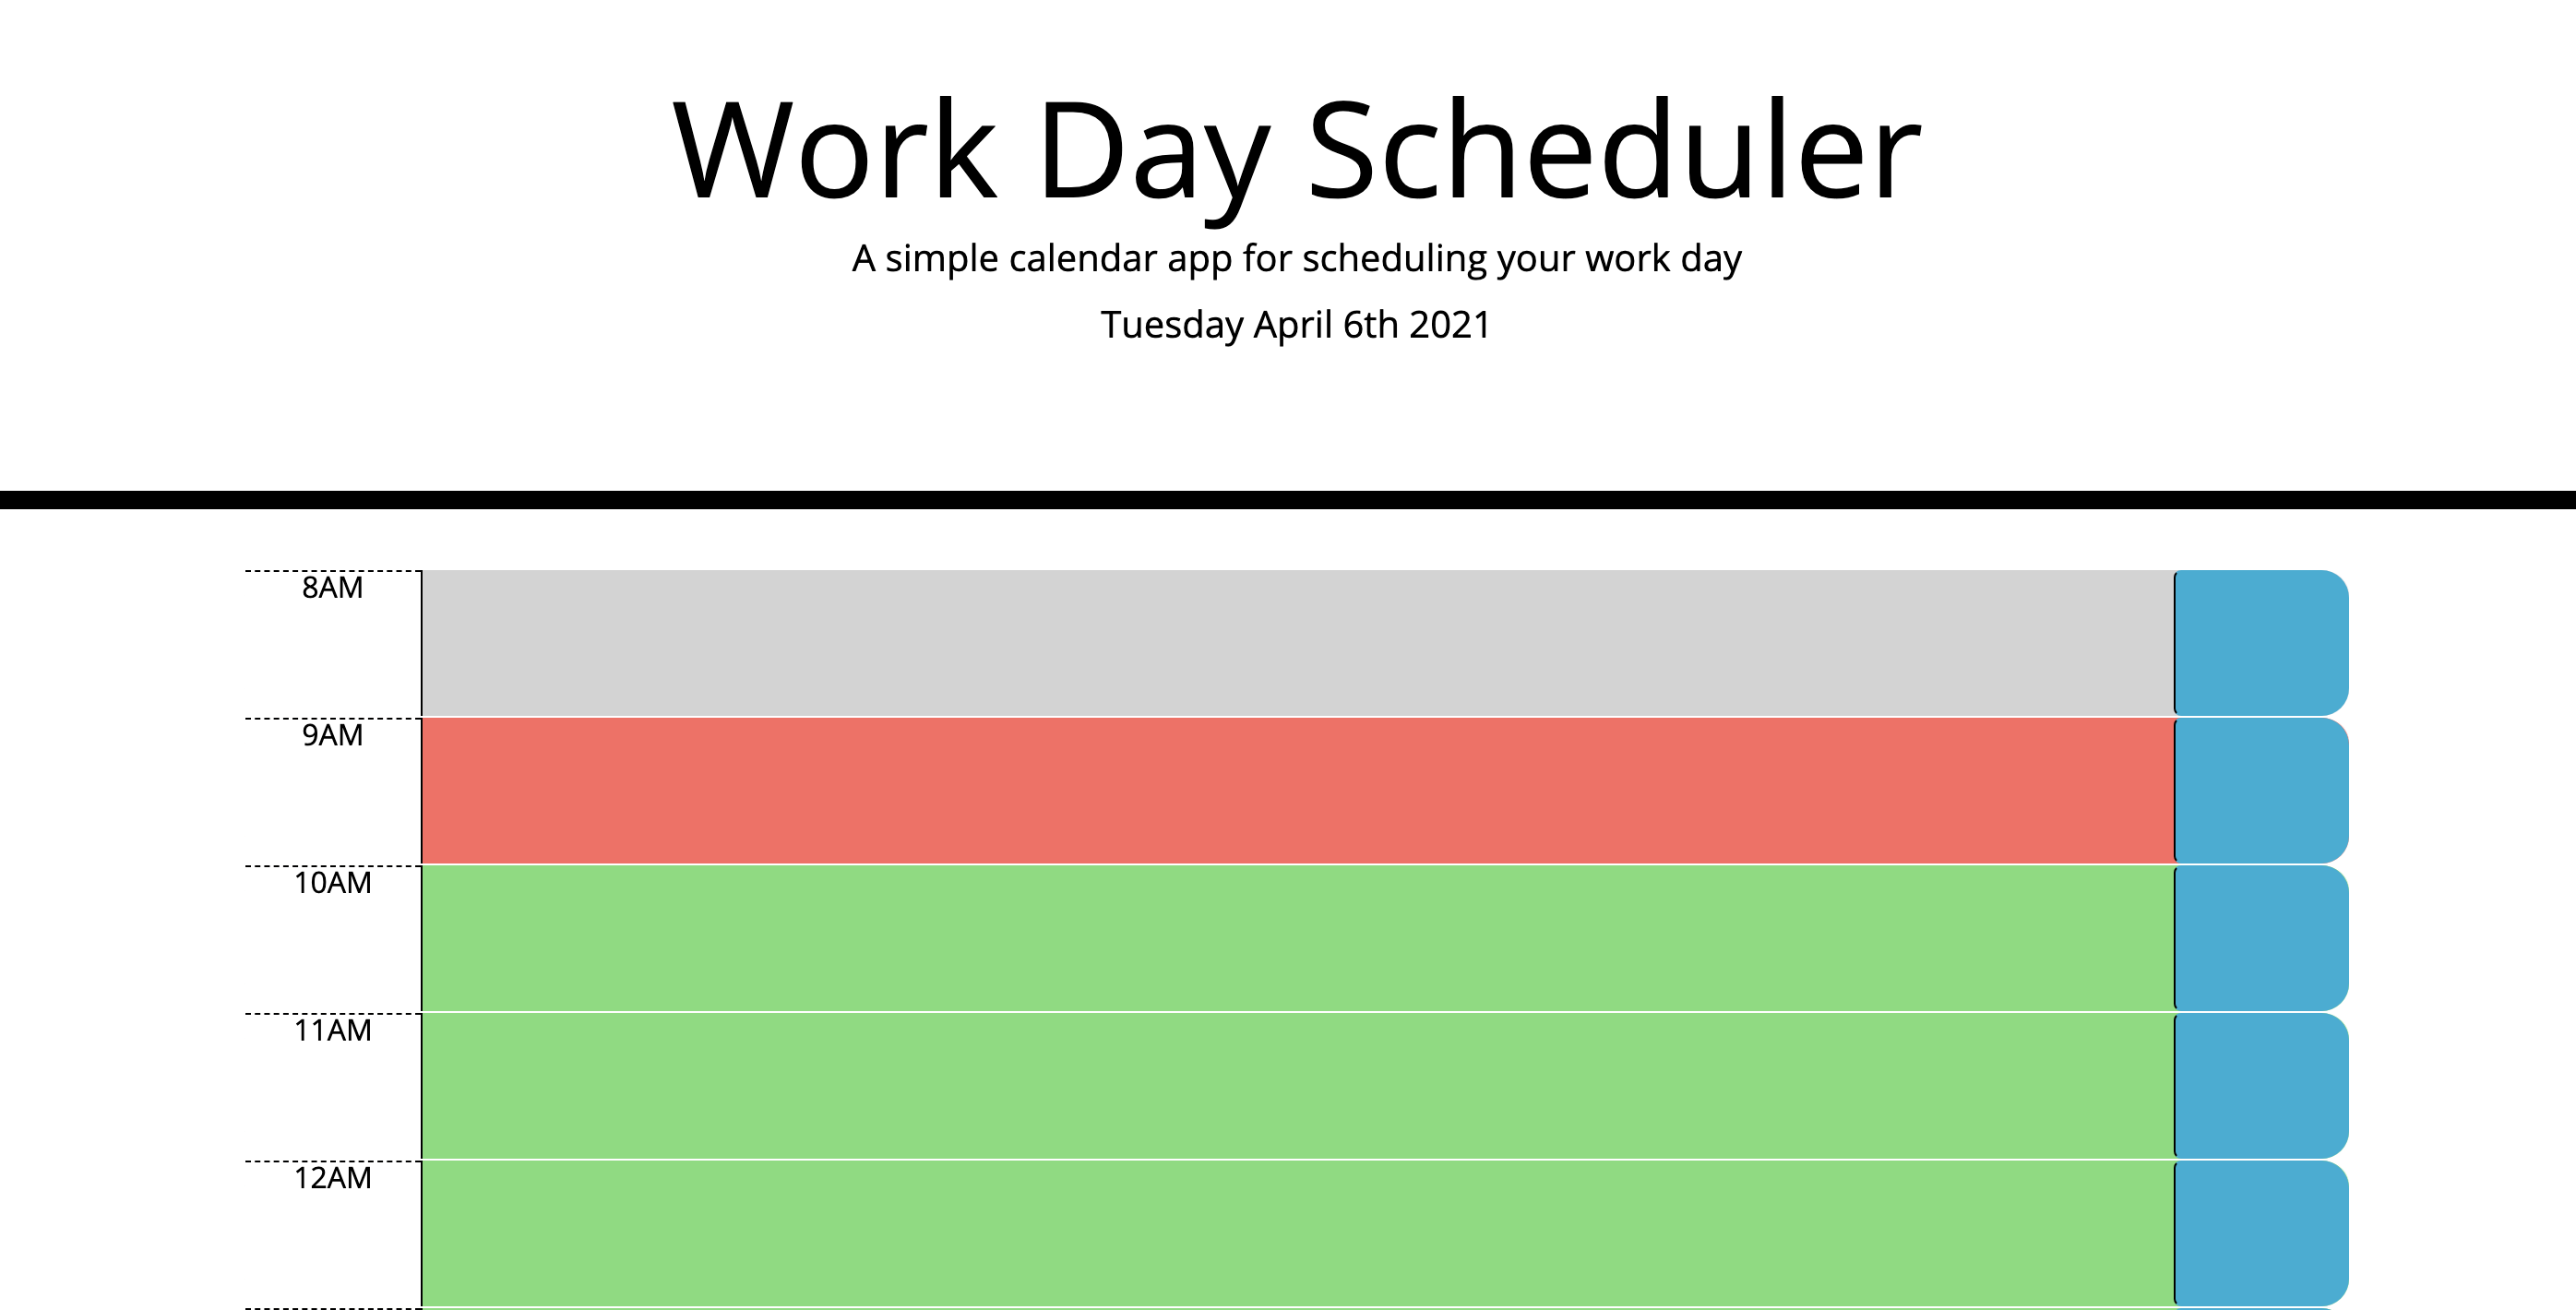 Work Day Scheduler
A simple calendar app for scheduling your work day
Tuesday April 6th 2021
8AM
9AM
10AM
11AM
12AM